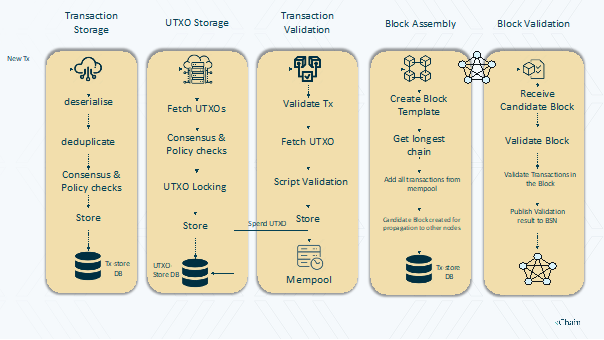 Transaction
Storage
UTXO Storage
Transaction
Validation
Block Assembly
Block Validation
New Tx
deserialise
deduplicate
Consensus &
Policy checks
Store
Tx store
DB
Fetch UTXOs
Consensus &
Policy checks
UTXO Locking
Store
UTXO
Store DB
Spend UTXO
Validate Tx
Fetch UTXO
Script Validation
Store
Mempool
Create Block
Template
Get longest
chain
Add all transactions from
mempool
Candidate Block created for
propagation to other nodes
Tx store
DB
Receive
Candidate Block
Validate Block
Validate Transactions in
the Block
Publish Validation
result to BSN